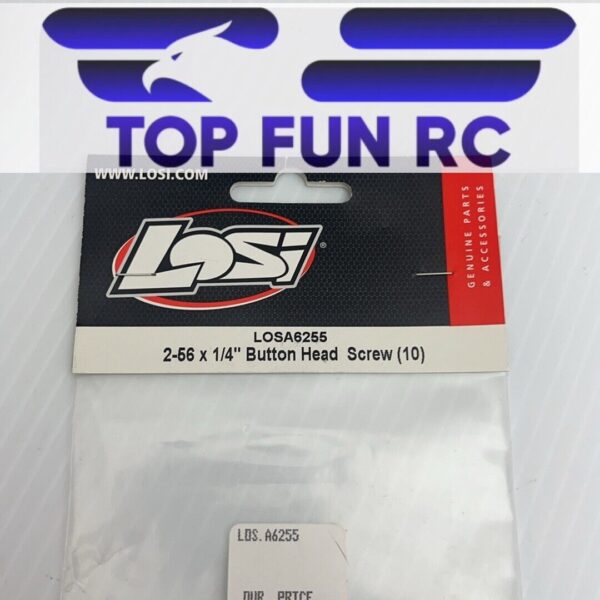 TOP FUN RC
WWW.LOSI.COM
LOSI
®
GENUINE PARTS
& ACCESSORIES
LOSA6255
2-56 x 1/4" Button Head Screw (10)
LOS.A6255
OUR PRICE